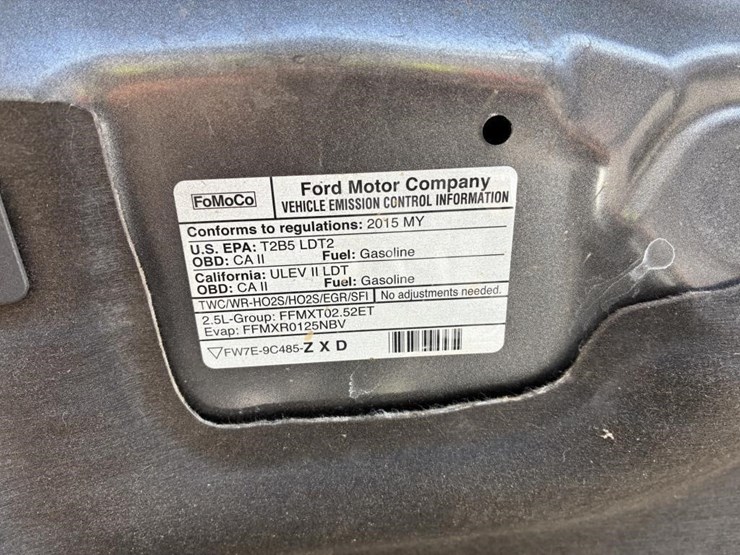 FoMoCo
Ford Motor Company
VEHICLE EMISSION CONTROL INFORMATION
Conforms to regulations: 2015 MY
U.S. EPA: T2B5 LDT2
OBD: CA II Fuel: Gasoline
California: ULEV II LDT
OBD: CA II Fuel: Gasoline
TWC/WR-HO2S/HO2S/EGR/SFI No adjustments needed.
2.5L-Group: FFMXT02.52ET
Evap: FFMXR0125NBV
▽FW7E-9C485-Z X D